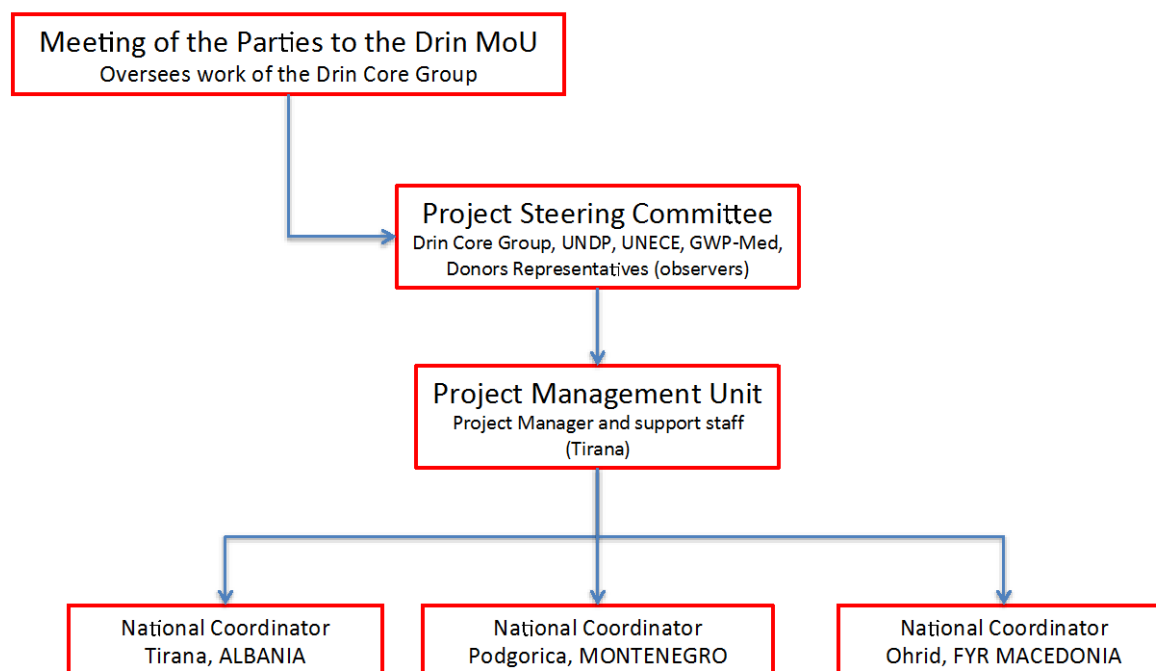 Meeting of the Parties to the Drin MoU
Oversees work of the Drin Core Group
Project Steering Committee
Drin Core Group, UNDP, UNECE, GWP-Med,
Donors Representatives (observers)
Project Management Unit
Project Manager and support staff
(Tirana)
National Coordinator
Tirana, ALBANIA
National Coordinator
Podgorica, MONTENEGRO
National Coordinator
Ohrid, FYR MACEDONIA